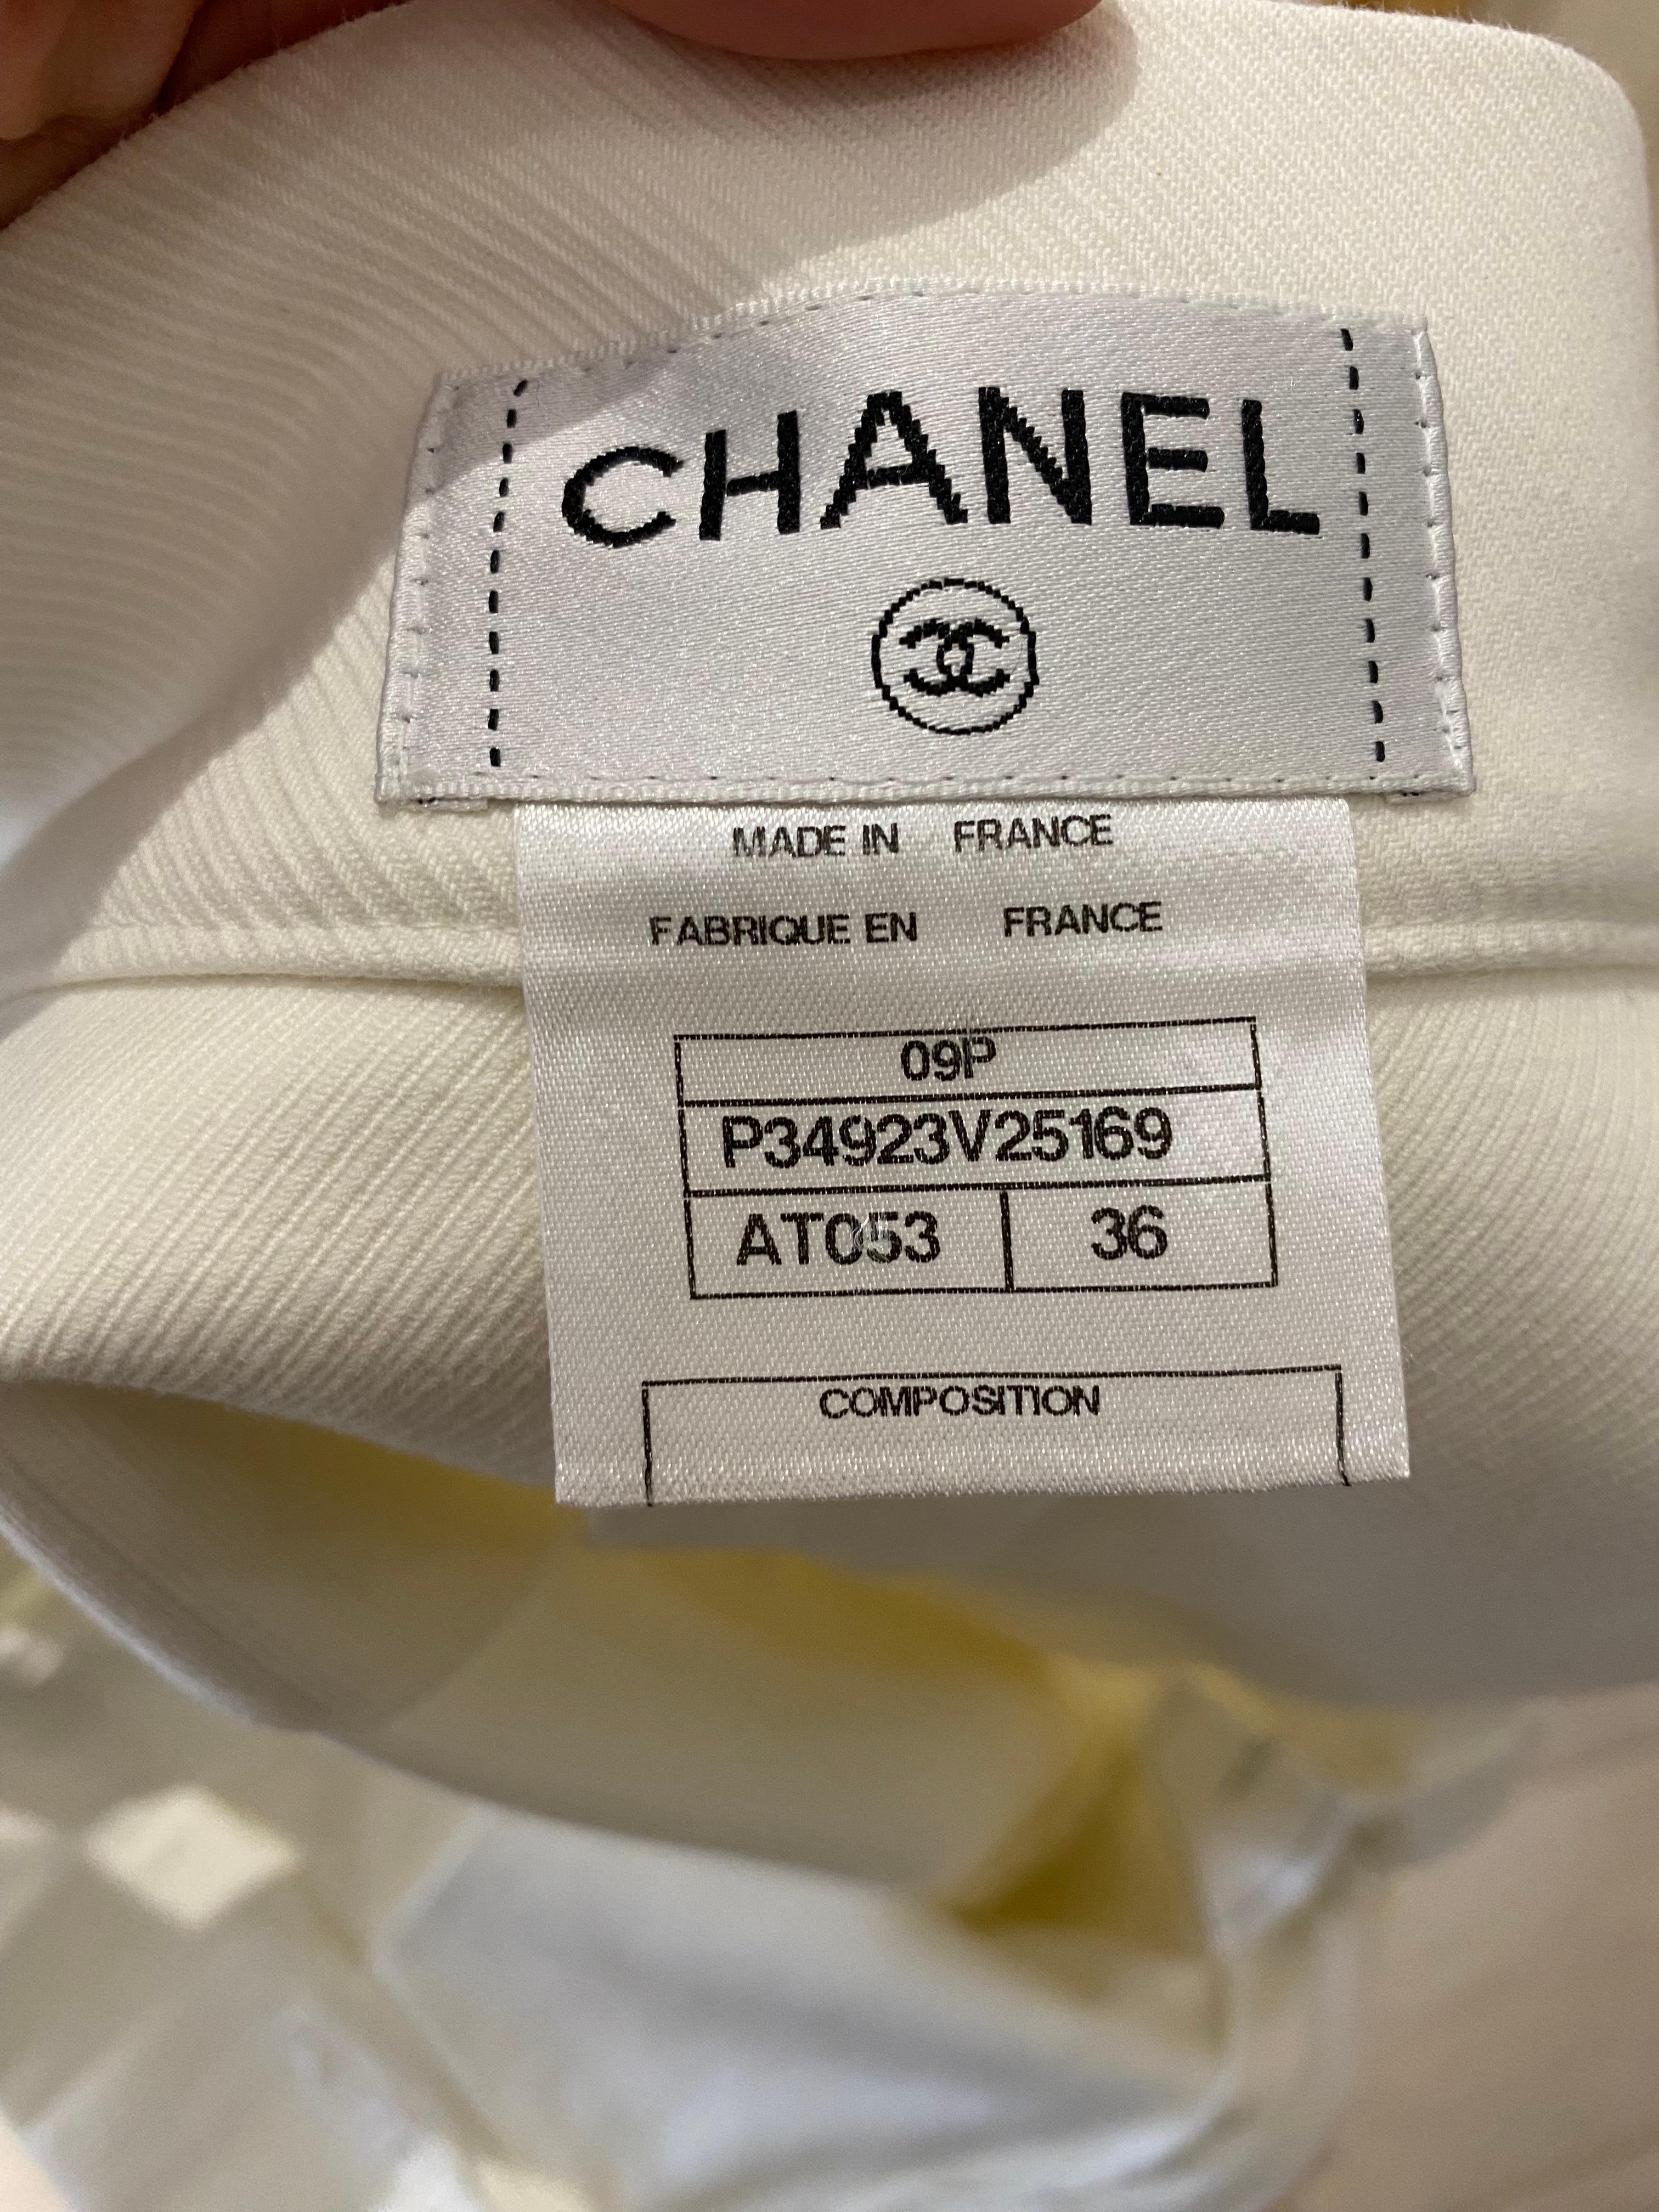 CHANEL
MADE IN FRANCE
FABRIQUE EN FRANCE
09P
P34923V25169
AT053 36
COMPOSITION